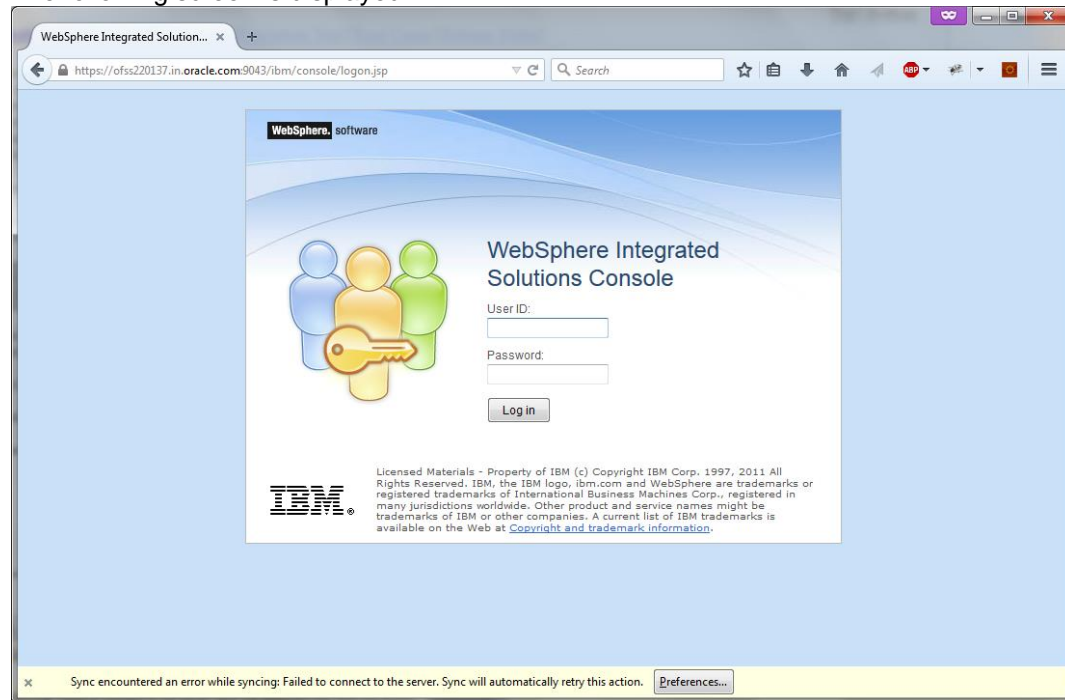 WebSphere Integrated Solution... × +
https://ofss220137.in.oracle.com:9043/ibm/console/logon.jsp
Search
ABP
WebSphere. software
WebSphere Integrated
Solutions Console
User ID:
Password:
Log in
IBM®
Licensed Materials - Property of IBM (c) Copyright IBM Corp. 1997, 2011 All
Rights Reserved. IBM, the IBM logo, ibm.com and WebSphere are trademarks or
registered trademarks of International Business Machines Corp., registered in
many jurisdictions worldwide. Other product and service names might be
trademarks of IBM or other companies. A current list of IBM trademarks is
available on the Web at Copyright and trademark information.
× Sync encountered an error while syncing: Failed to connect to the server. Sync will automatically retry this action. Preferences...